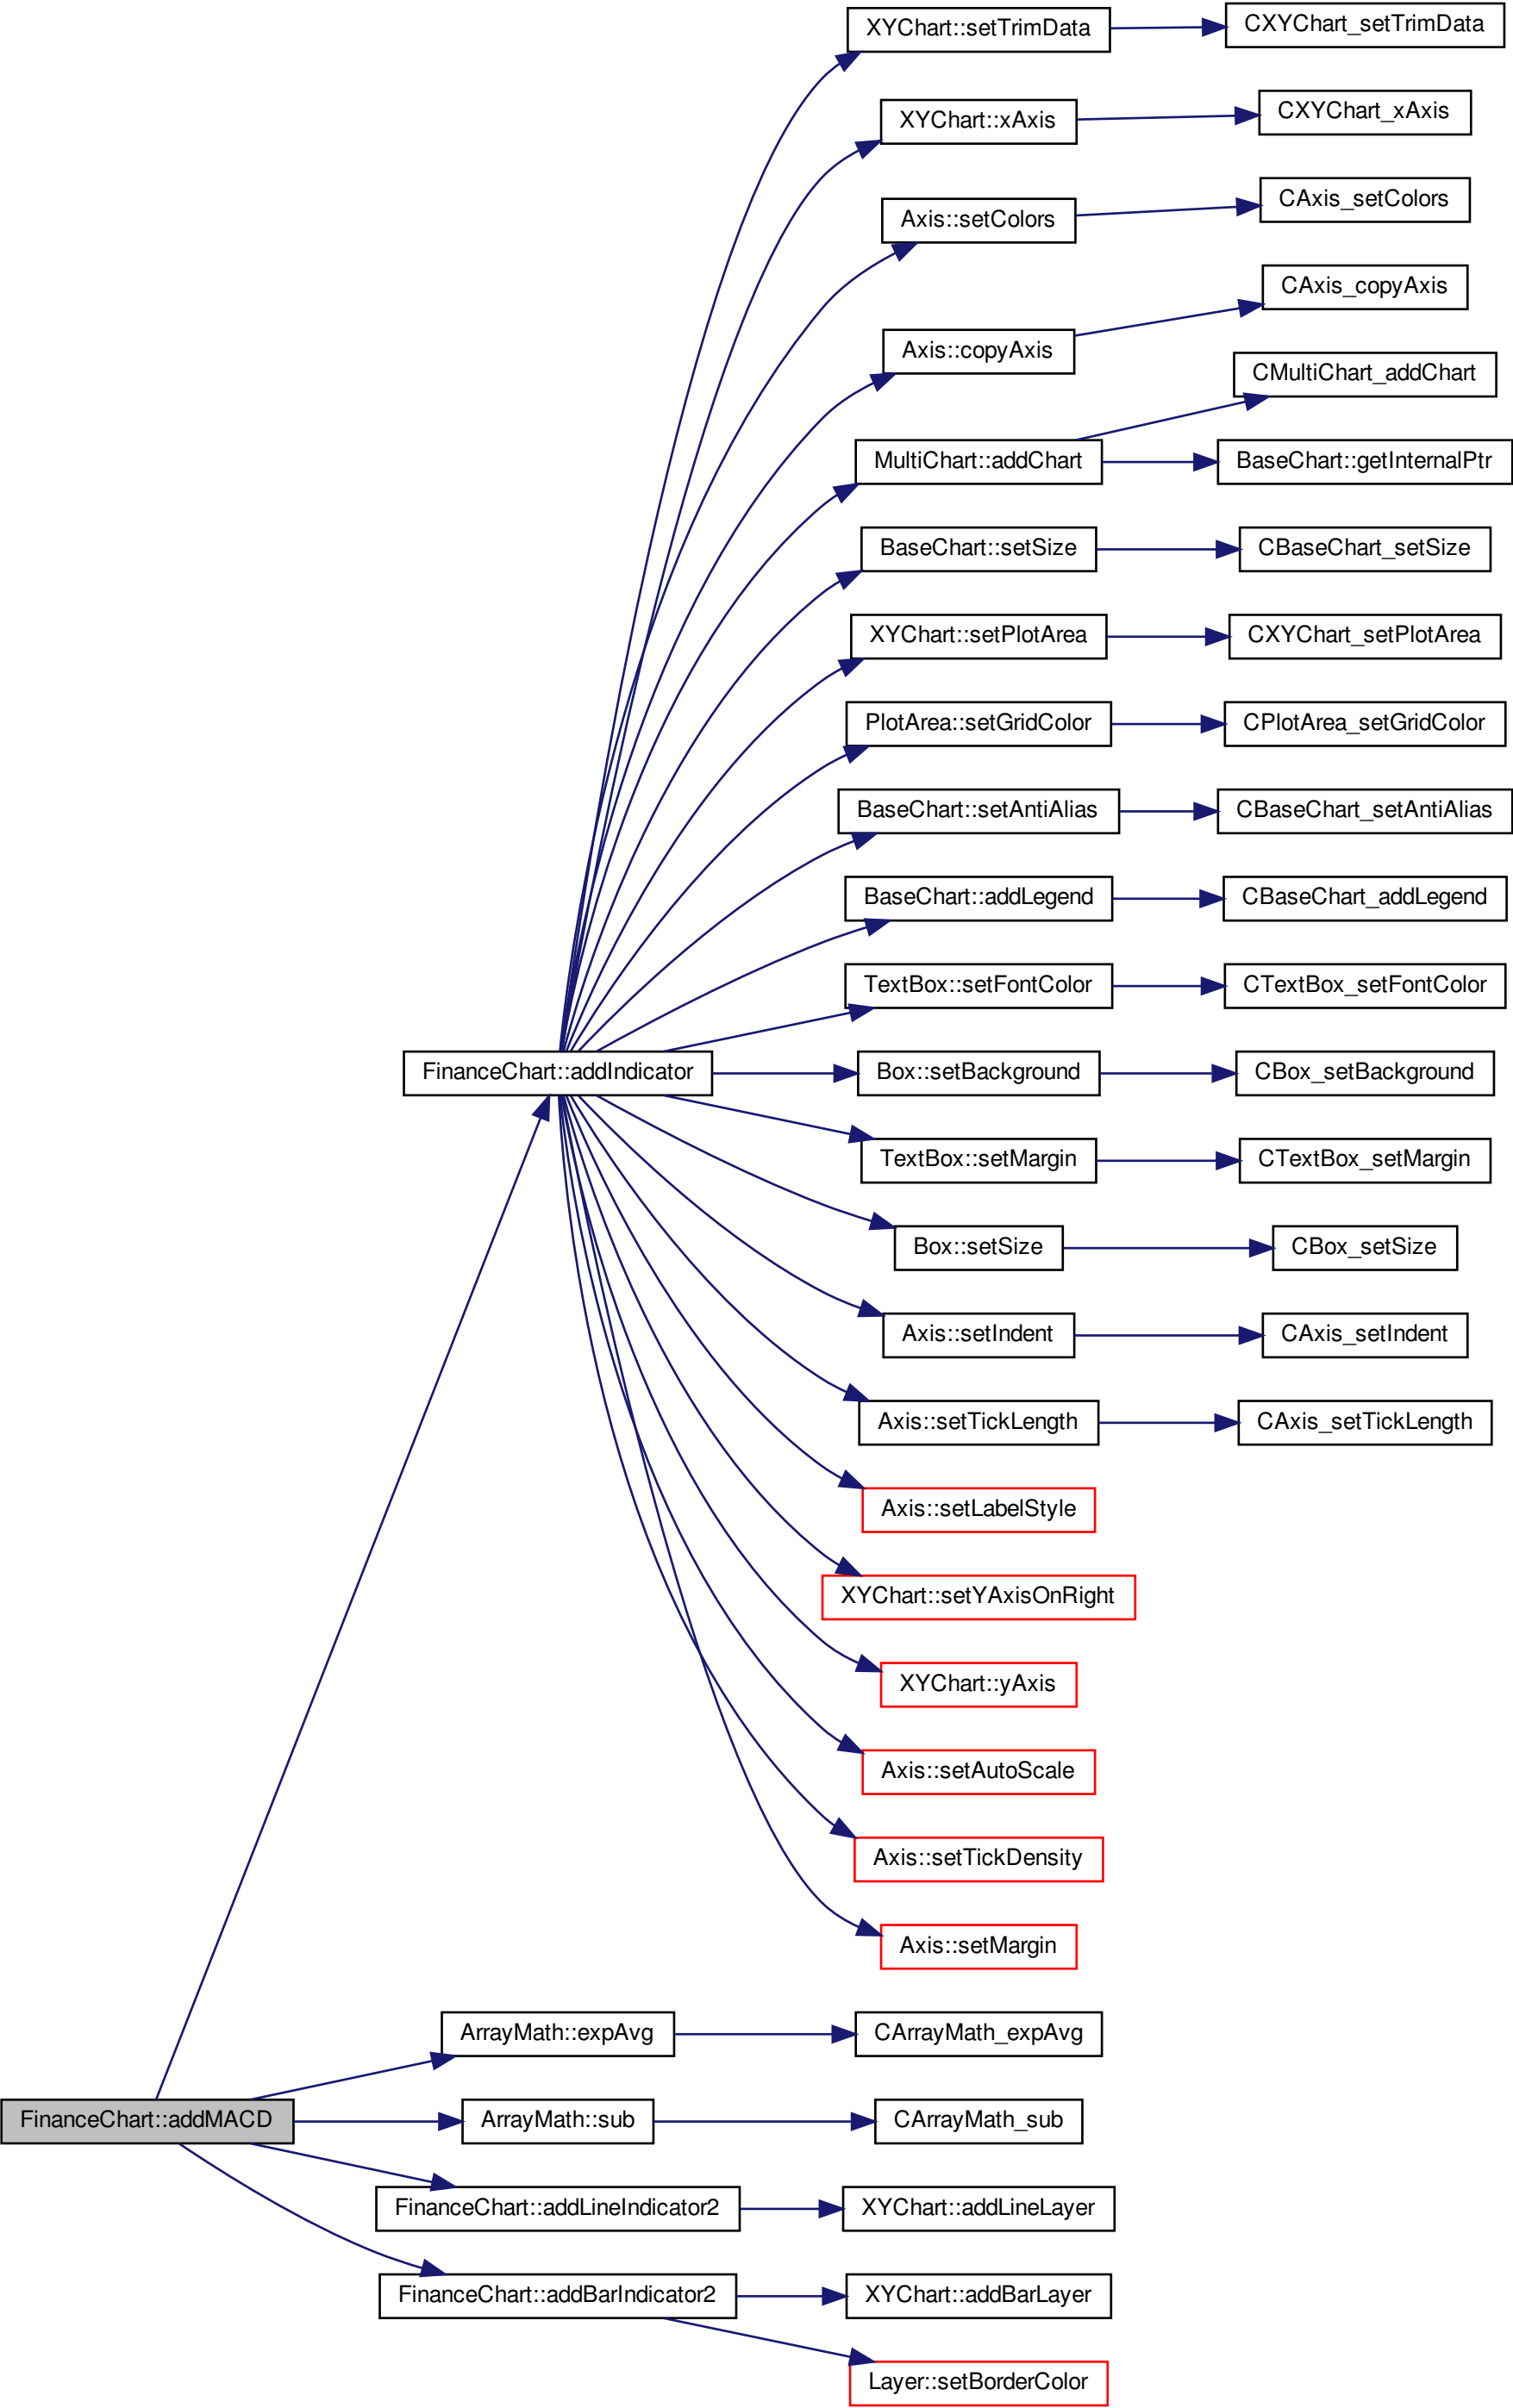 XYChart::setTrimData
CXYChart_setTrimData
XYChart::xAxis
CXYChart_xAxis
Axis::setColors
CAxis_setColors
Axis::copyAxis
CAxis_copyAxis
CMultiChart_addChart
MultiChart::addChart
BaseChart::getInternalPtr
BaseChart::setSize
CBaseChart_setSize
XYChart::setPlotArea
CXYChart_setPlotArea
PlotArea::setGridColor
CPlotArea_setGridColor
BaseChart::setAntiAlias
CBaseChart_setAntiAlias
BaseChart::addLegend
CBaseChart_addLegend
TextBox::setFontColor
CTextBox_setFontColor
FinanceChart::addIndicator
Box::setBackground
CBox_setBackground
TextBox::setMargin
CTextBox_setMargin
Box::setSize
CBox_setSize
Axis::setIndent
CAxis_setIndent
Axis::setTickLength
CAxis_setTickLength
Axis::setLabelStyle
XYChart::setYAxisOnRight
XYChart::yAxis
Axis::setAutoScale
Axis::setTickDensity
Axis::setMargin
ArrayMath::expAvg
CArrayMath_expAvg
FinanceChart::addMACD
ArrayMath::sub
CArrayMath_sub
FinanceChart::addLineIndicator2
XYChart::addLineLayer
FinanceChart::addBarIndicator2
XYChart::addBarLayer
Layer::setBorderColor